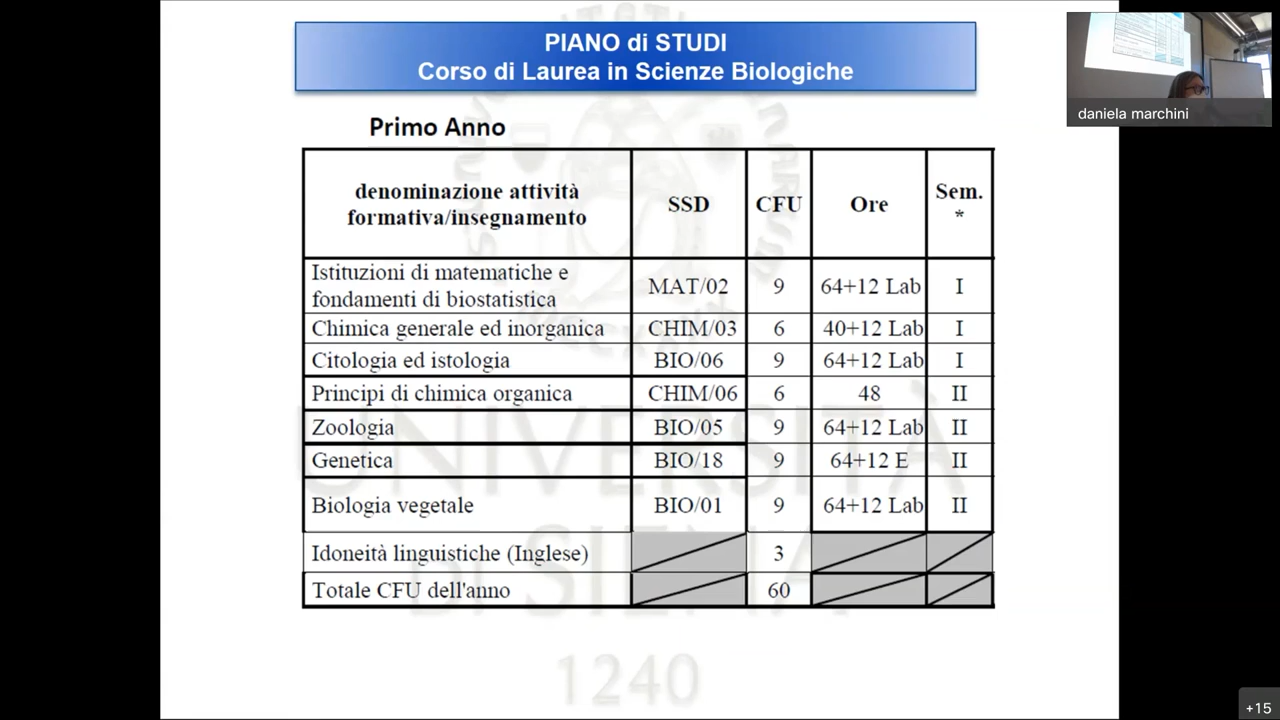 PIANO di STUDI
Corso di Laurea in Scienze Biologiche
daniela marchini
Primo Anno
denominazione attività formativa/insegnamento SSD CFU Ore Sem. *
Istituzioni di matematiche e fondamenti di biostatistica MAT/02 9 64+12 Lab I
Chimica generale ed inorganica CHIM/03 6 40+12 Lab I
Citologia ed istologia BIO/06 9 64+12 Lab I
Principi di chimica organica CHIM/06 6 48 II
Zoologia BIO/05 9 64+12 Lab II
Genetica BIO/18 9 64+12 E II
Biologia vegetale BIO/01 9 64+12 Lab II
Idoneità linguistiche (Inglese) 3
Totale CFU dell'anno 60
UNIVERSITÀ
DI SIENA
1240
+15